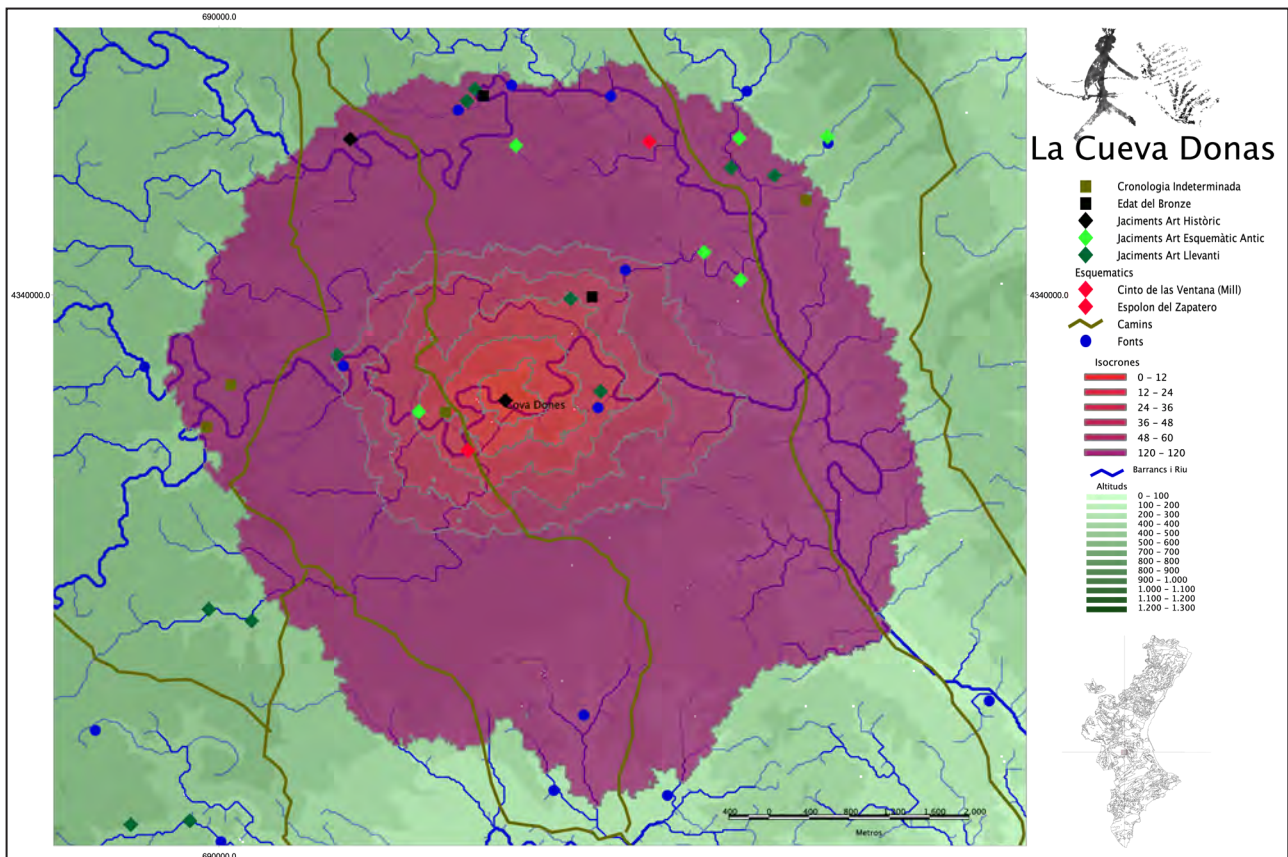 690000.0
La Cueva Donas
Cronologia Indeterminada
Edat del Bronze
Jaciments Art Històric
Jaciments Art Esquemàtic Antic
Jaciments Art Llevanti
Esquematics
Cinto de las Ventana (Mill)
Espolon del Zapatero
Camins
Fonts
4340000.0
4340000.0
Isocrones
0 - 12
12 - 24
24 - 36
36 - 48
48 - 60
120 - 120
Barrancs i Riu
Altituds
0 - 100
100 - 200
200 - 300
400 - 400
400 - 500
500 - 600
700 - 700
800 - 800
800 - 900
900 - 1.000
1.000 - 1.100
1.100 - 1.200
1.200 - 1.300
Cova Dones
400 0 400 800 1.200 1.600 2.000
Metros
690000.0